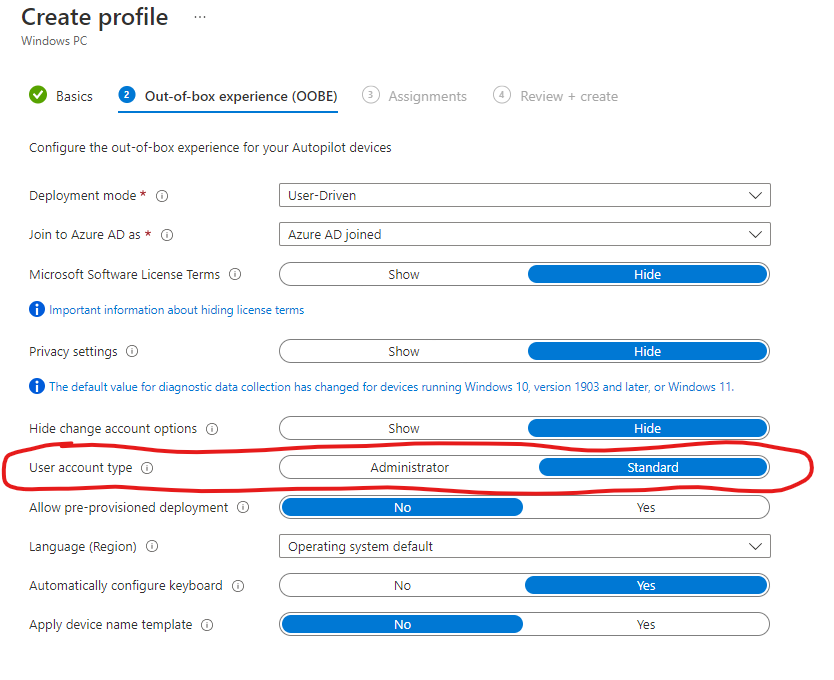 Create profile ...
Windows PC
Basics 2 Out-of-box experience (OOBE) 3 Assignments 4 Review + create
Configure the out-of-box experience for your Autopilot devices
Deployment mode * User-Driven
Join to Azure AD as * Azure AD joined
Microsoft Software License Terms Show Hide
Important information about hiding license terms
Privacy settings Show Hide
The default value for diagnostic data collection has changed for devices running Windows 10, version 1903 and later, or Windows 11.
Hide change account options Show Hide
User account type Administrator Standard
Allow pre-provisioned deployment No Yes
Language (Region) Operating system default
Automatically configure keyboard No Yes
Apply device name template No Yes